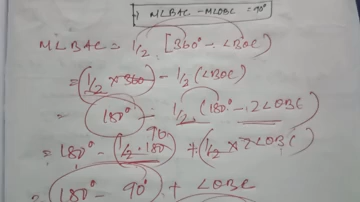 → M∠BAC - M∠OBC = 90°
M∠BAC = 1/2 [360° - ∠BOC]
= (1/2 × 360) - 1/2 (∠BOC)
= 180° - 1/2 (180° - 2∠OBC)
= 180° - (1/2 · 180) + (1/2 × 2∠OBC) 90
= 180° - 90° + ∠OBC